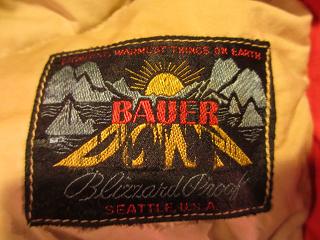 WARMEST THINGS ON EARTH
BAUER
DOWN
Blizzard Proof
SEATTLE, U.S.A.